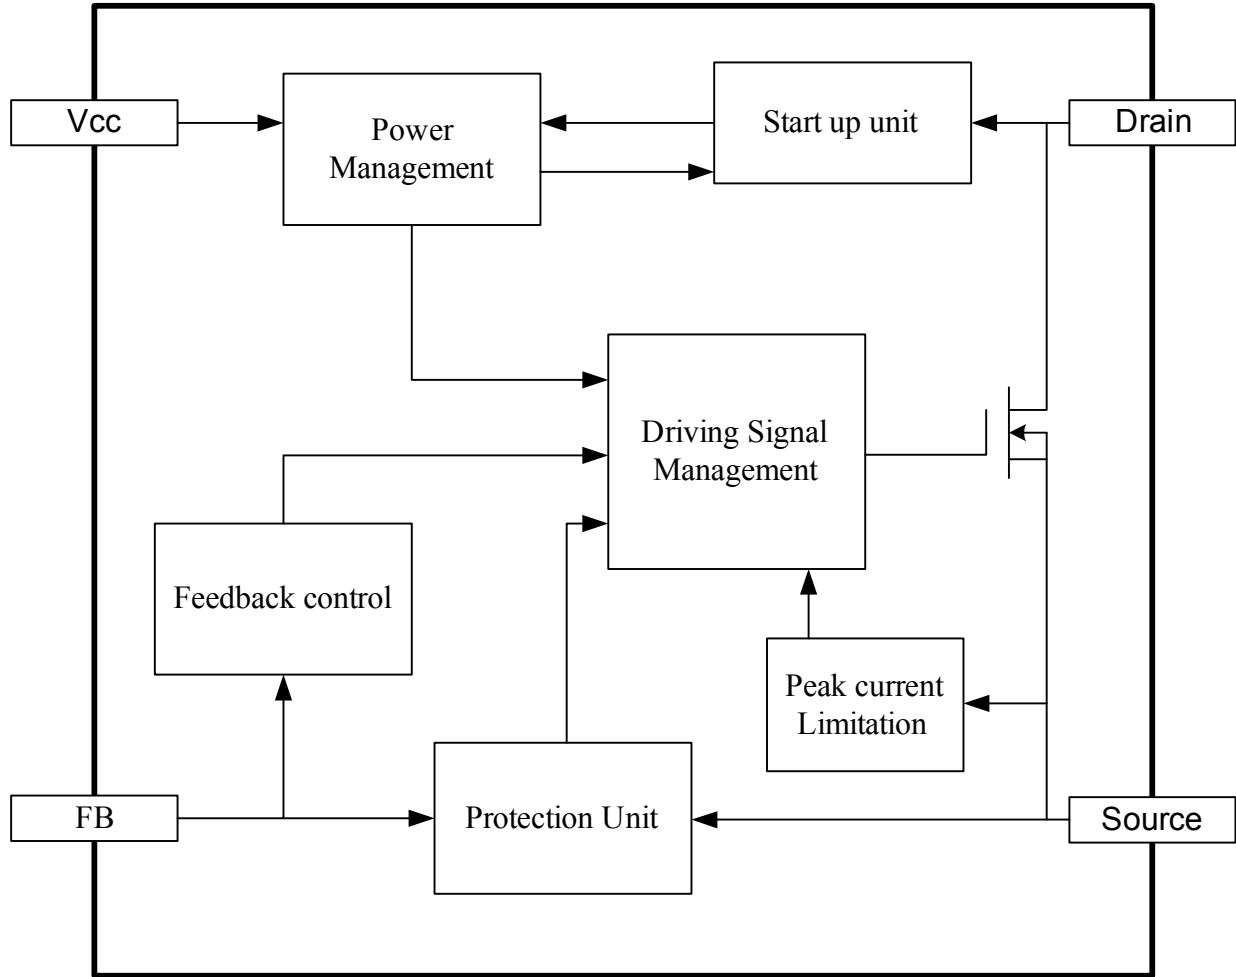 Vcc
Power
Management
Start up unit
Drain
Driving Signal
Management
Feedback control
Peak current
Limitation
FB
Protection Unit
Source